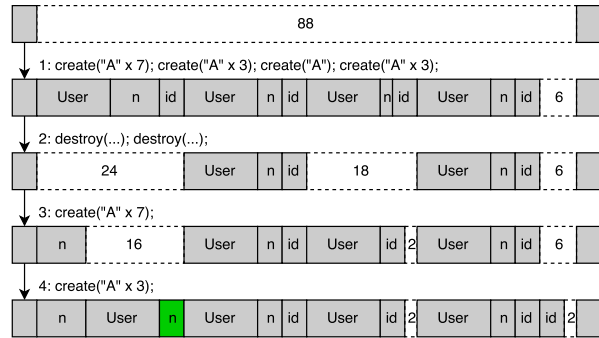 88
1: create("A" x 7); create("A" x 3); create("A"); create("A" x 3);
User n id User n id User n id User n id 6
2: destroy(...); destroy(...);
24 User n id 18 User n id 6
3: create("A" x 7);
n 16 User n id User id 2 User n id 6
4: create("A" x 3);
n User n User n id User id 2 User n id id 2